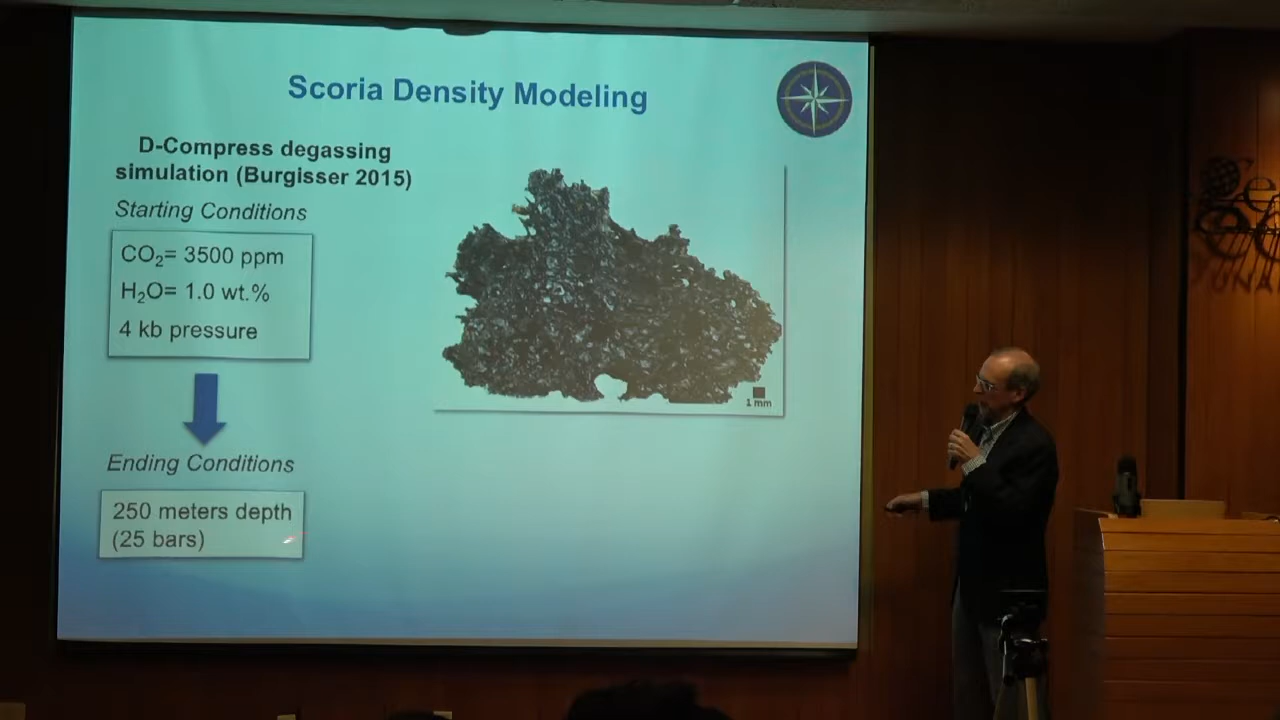 Scoria Density Modeling
D-Compress degassing
simulation (Burgisser 2015)
Starting Conditions
CO₂= 3500 ppm
H₂O= 1.0 wt.%
4 kb pressure
Ending Conditions
250 meters depth
(25 bars)
1 mm
UNA